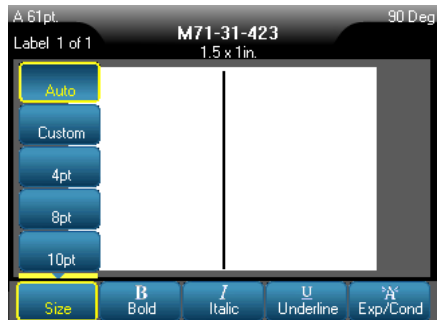 A 61pt.
90 Deg
Label 1 of 1
M71-31-423
1.5 x 1in.
Auto
Custom
4pt
8pt
10pt
Size
B
Bold
I
Italic
U
Underline
"A"
Exp/Cond